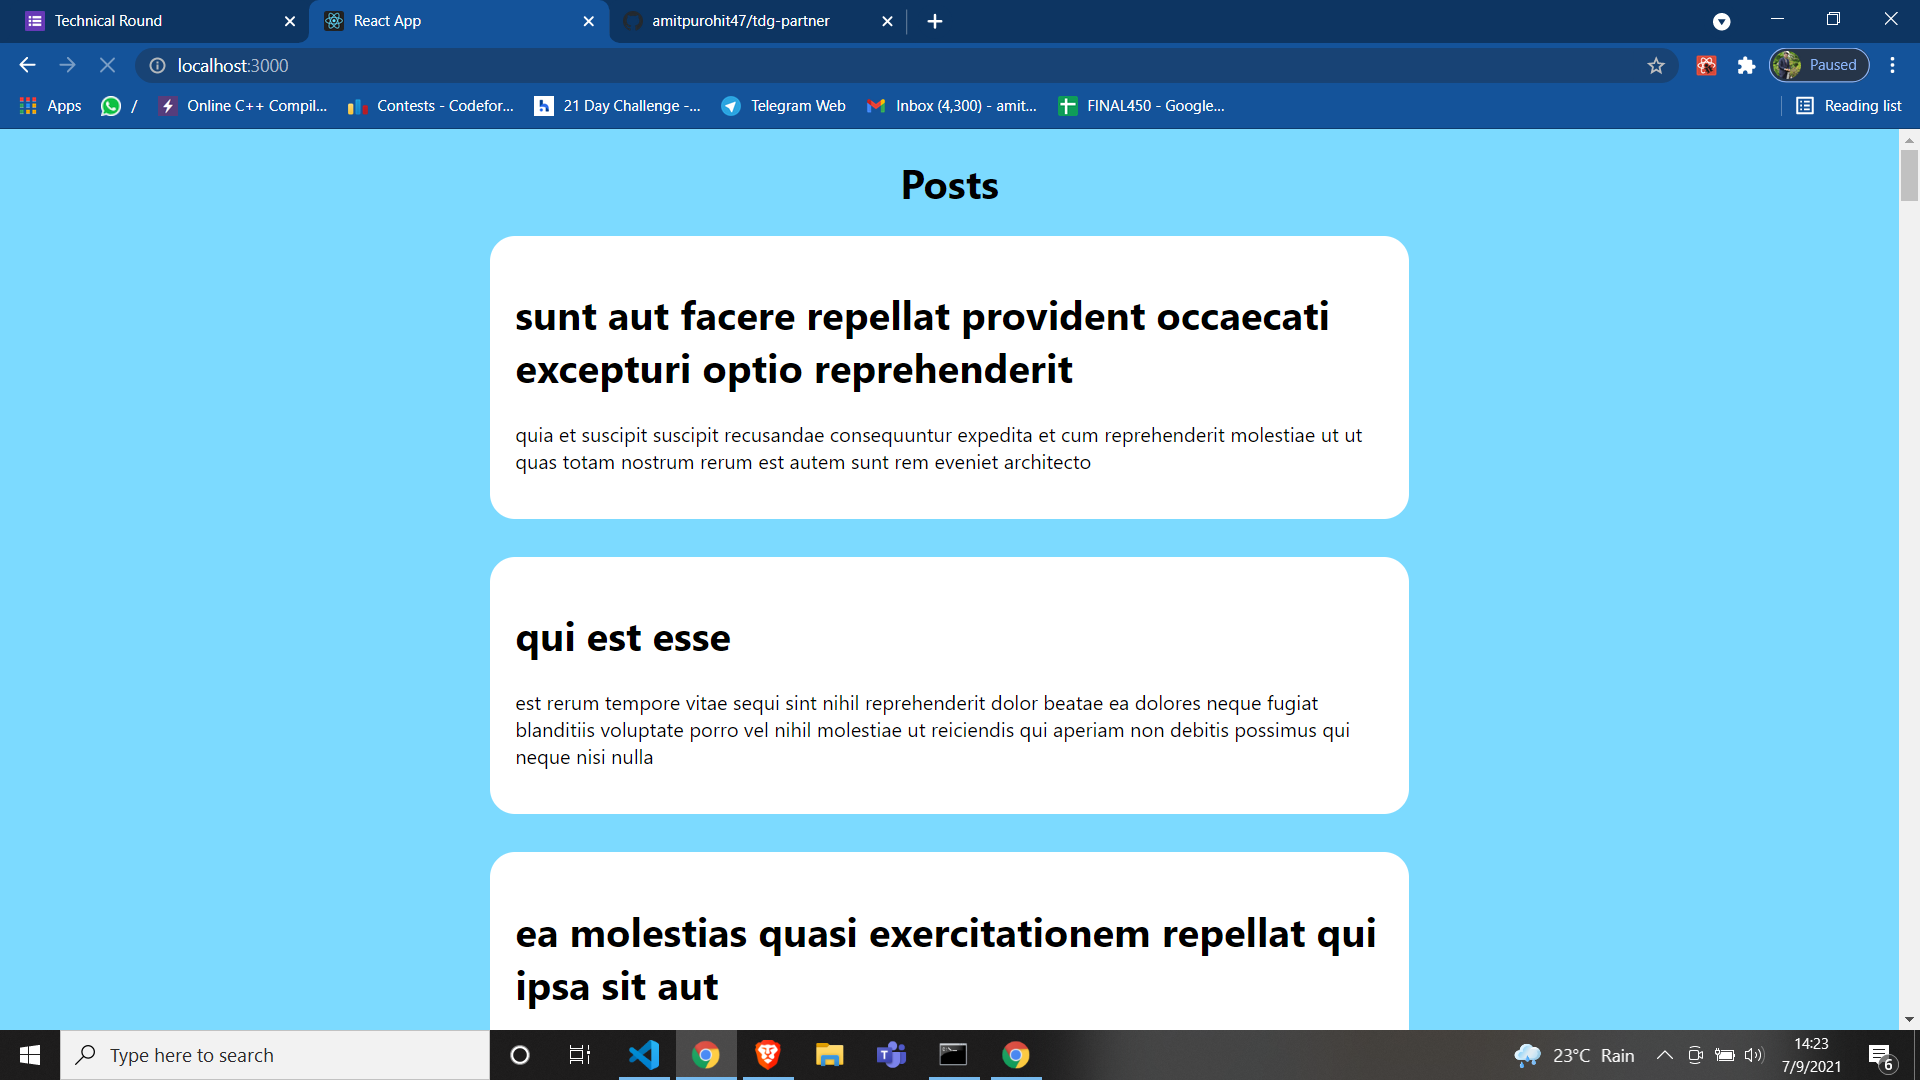 Technical Round
React App
amitpurohit47/tdg-partner
localhost:3000
Paused
Apps
/
Online C++ Compil...
Contests - Codefor...
21 Day Challenge -...
Telegram Web
Inbox (4,300) - amit...
FINAL450 - Google...
Reading list
Posts
sunt aut facere repellat provident occaecati
excepturi optio reprehenderit
quia et suscipit suscipit recusandae consequuntur expedita et cum reprehenderit molestiae ut ut
quas totam nostrum rerum est autem sunt rem eveniet architecto
qui est esse
est rerum tempore vitae sequi sint nihil reprehenderit dolor beatae ea dolores neque fugiat
blanditiis voluptate porro vel nihil molestiae ut reiciendis qui aperiam non debitis possimus qui
neque nisi nulla
ea molestias quasi exercitationem repellat qui
ipsa sit aut
Type here to search
23°C Rain
14:23
7/9/2021
6